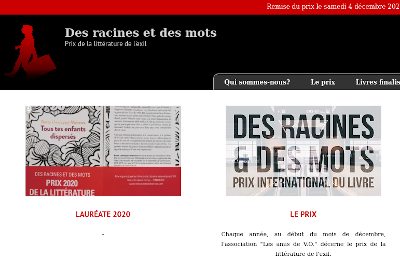 Remise du prix le samedi 4 décembre 202
Des racines et des mots
Prix de la littérature de l'exil
Qui sommes-nous?
Le prix
Livres finalis
Tous tes enfants
dispersés
DES RACINES ET DES MOTS
PRIX 2020
DE LA LITTÉRATURE
DES RACINES
& DES MOTS
PRIX INTERNATIONAL DU LIVRE
LAURÉATE 2020
-
LE PRIX
Chaque année, au début du mois de décembre,
l'association "Les amis de V.O." décerne le prix de la
littérature de l'exil.